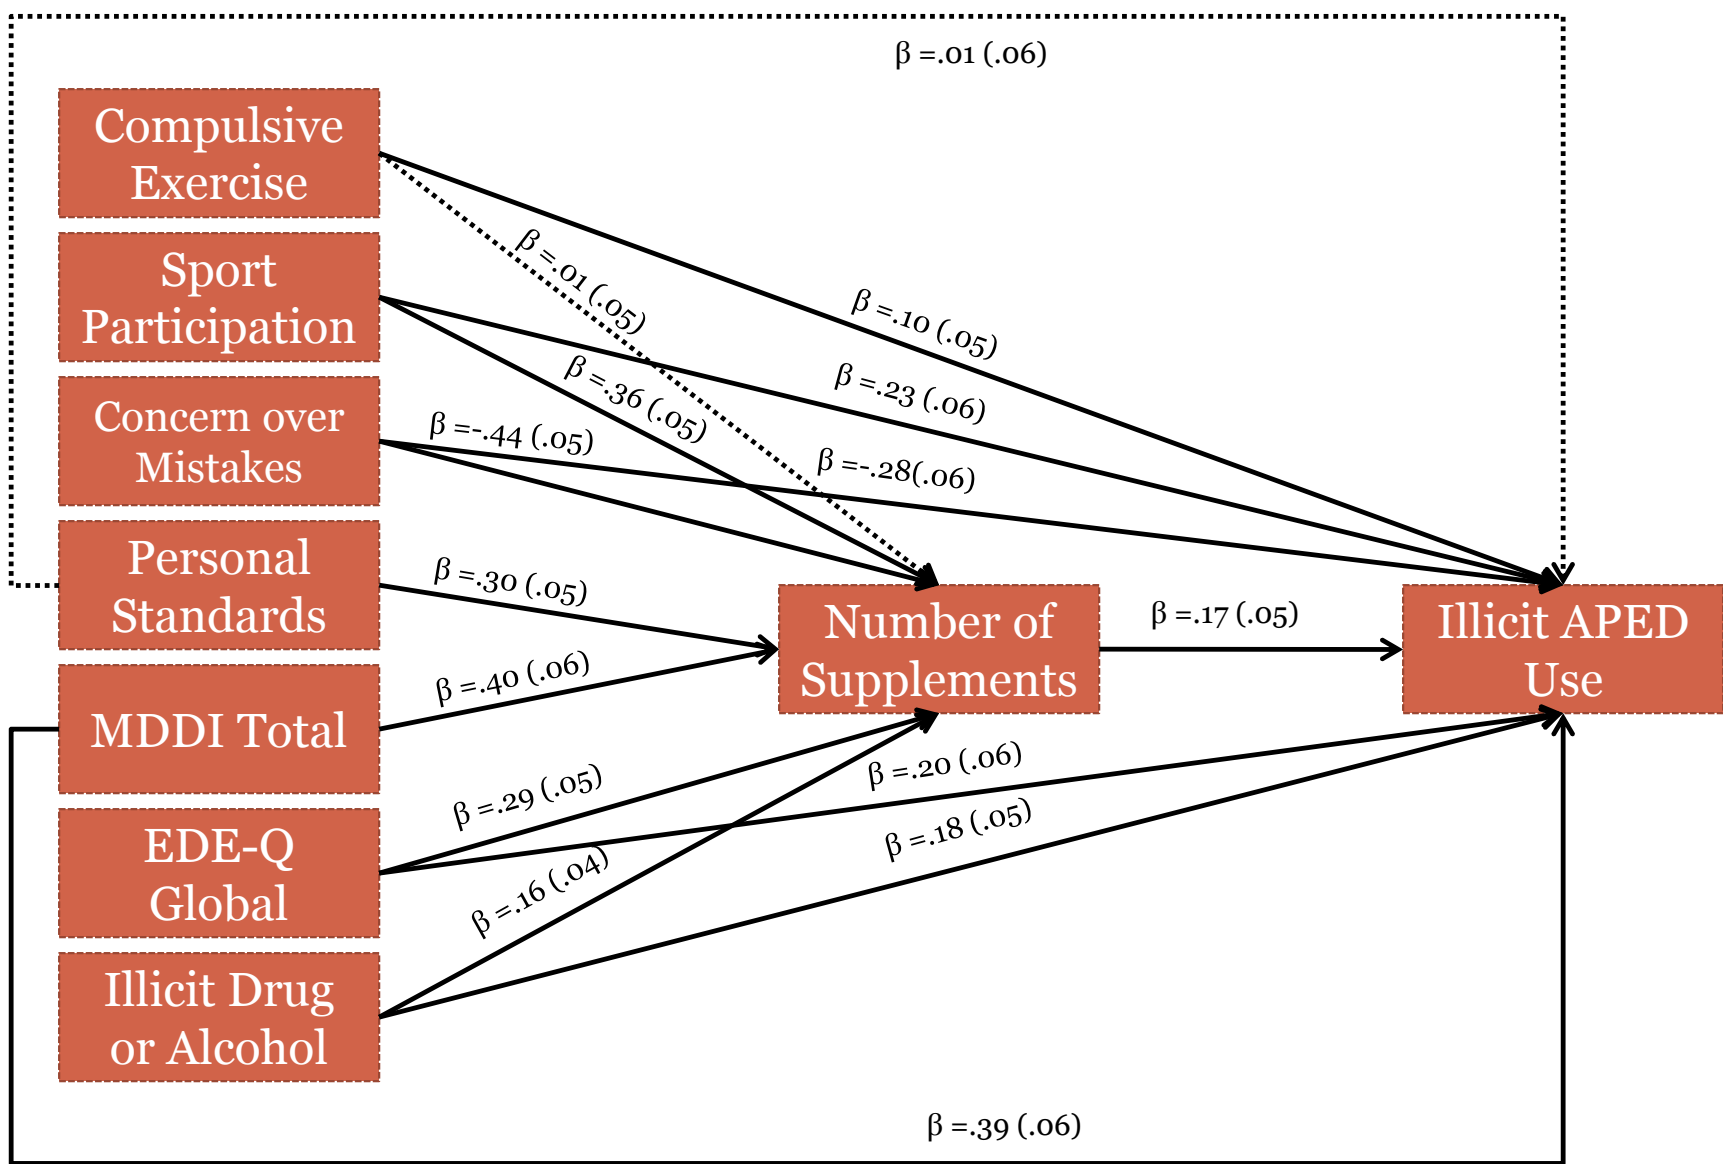 β =.01 (.06)
Compulsive
Exercise
Sport
Participation
Concern over
Mistakes
Personal
Standards
MDDI Total
EDE-Q
Global
Illicit Drug
or Alcohol
β =.01 (.05)
β =.36 (.05)
β =-.44 (.05)
β =.30 (.05)
β =.40 (.06)
β =.29 (.05)
β =.16 (.04)
Number of
Supplements
β =.10 (.05)
β =.23 (.06)
β =-.28(.06)
β =.17 (.05)
β =.20 (.06)
β =.18 (.05)
Illicit APED
Use
β =.39 (.06)